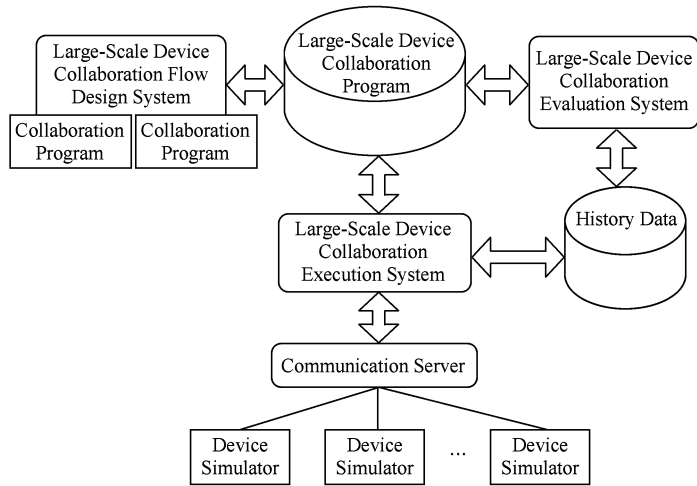 Large-Scale Device
Collaboration Flow
Design System
Collaboration
Program
Collaboration
Program
Large-Scale Device
Collaboration
Program
Large-Scale Device
Collaboration
Evaluation System
Large-Scale Device
Collaboration
Execution System
History Data
Communication Server
Device
Simulator
Device
Simulator
...
Device
Simulator